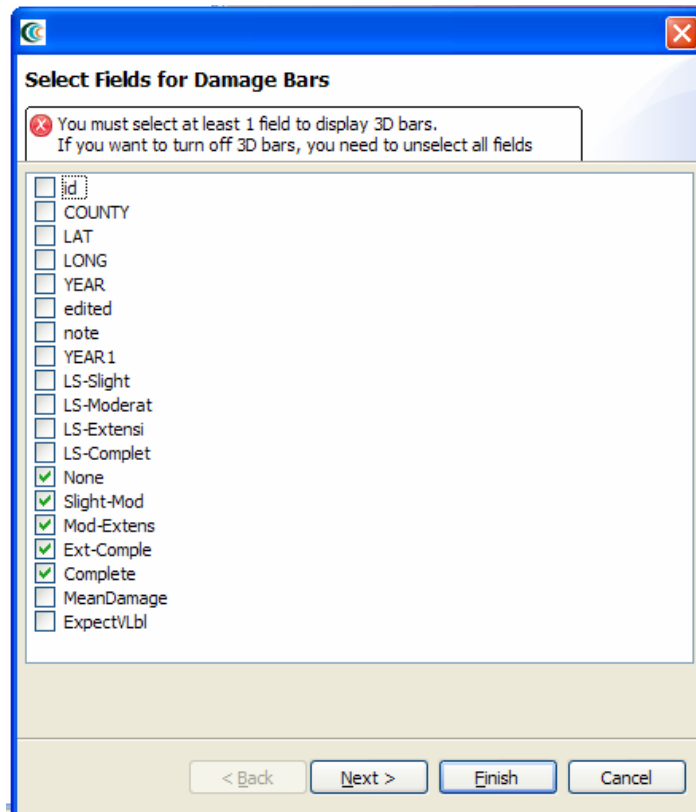 Select Fields for Damage Bars
You must select at least 1 field to display 3D bars.
If you want to turn off 3D bars, you need to unselect all fields
id
COUNTY
LAT
LONG
YEAR
edited
note
YEAR1
LS-Slight
LS-Moderat
LS-Extensi
LS-Complet
None
Slight-Mod
Mod-Extens
Ext-Comple
Complete
MeanDamage
ExpectVLbl
< Back Next > Finish Cancel